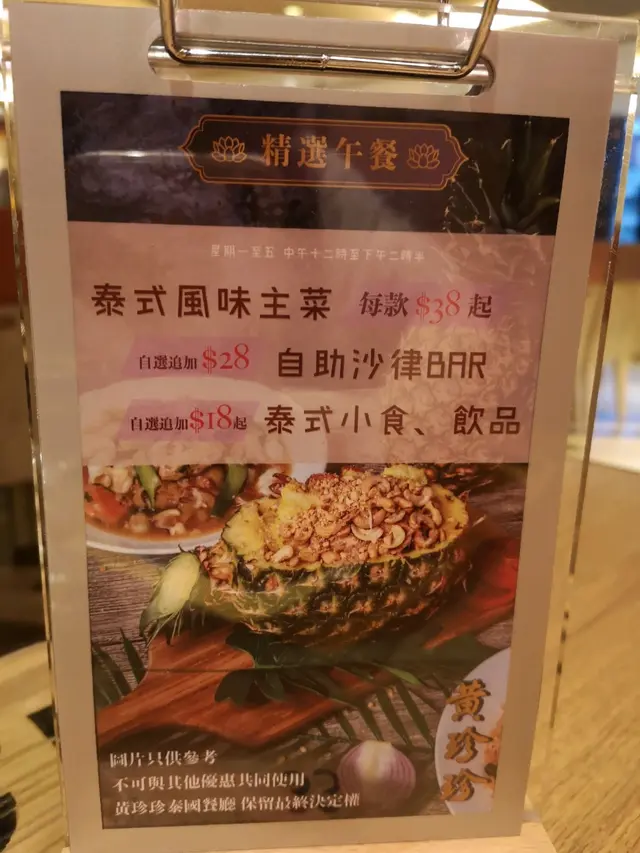 精選午餐
星期一至五 中午十二時至下午二時半
泰式風味主菜 每款 $38 起
自選追加 $28 自助沙律BAR
自選追加$18起 泰式小食、飲品
黃珍珍
圖片只供參考
不可與其他優惠共同使用
黃珍珍泰國餐廳 保留最終決定權